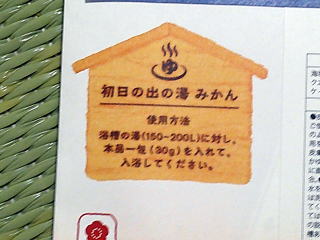 ゆ
初日の出の湯 みかん
使用方法
浴槽の湯(150~200L)に対し、
本品一包(30g)を入れて、
入浴してください。